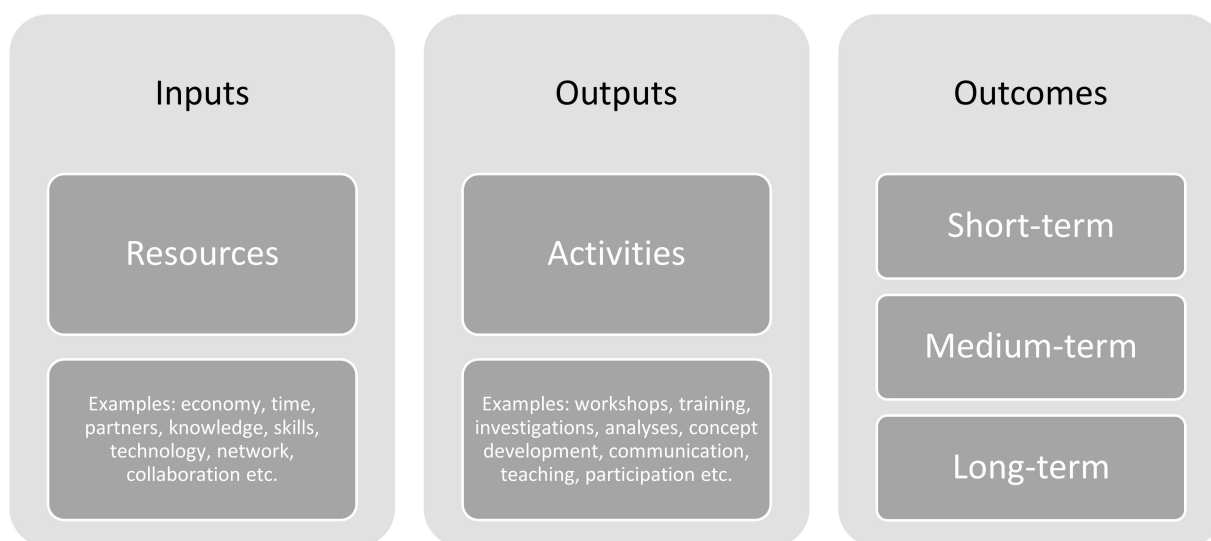 Inputs
Resources
Examples: economy, time,
partners, knowledge, skills,
technology, network,
collaboration etc.
Outputs
Activities
Examples: workshops, training,
investigations, analyses, concept
development, communication,
teaching, participation etc.
Outcomes
Short-term
Medium-term
Long-term